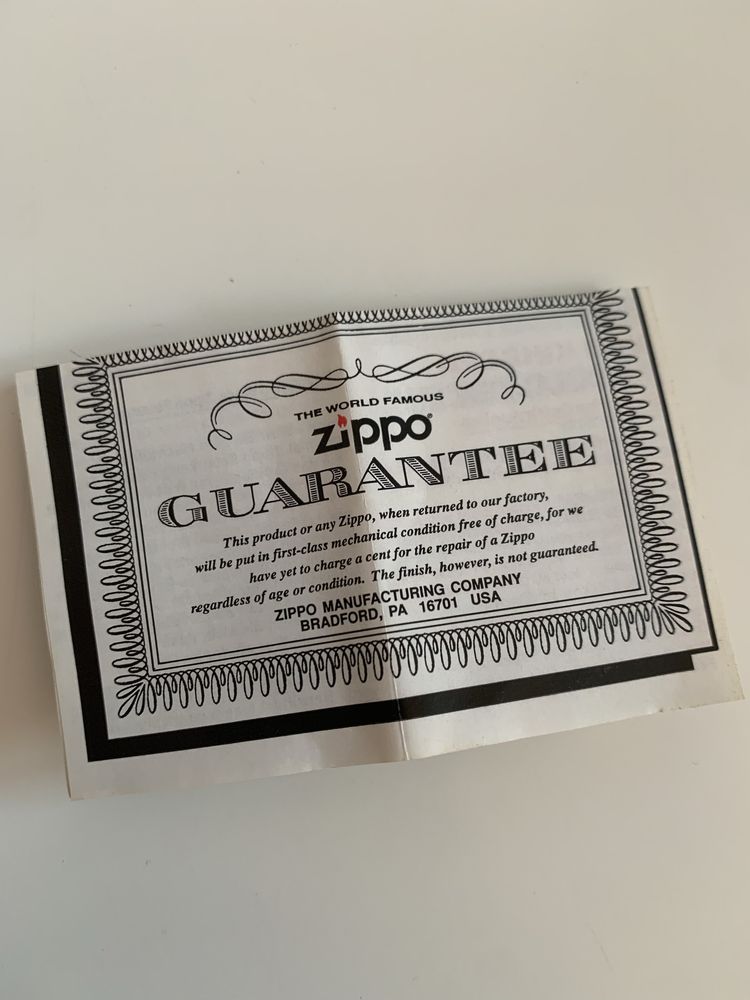 THE WORLD FAMOUS
zippo®
GUARANTEE
This product or any Zippo, when returned to our factory,
will be put in first-class mechanical condition free of charge, for we
have yet to charge a cent for the repair of a Zippo
regardless of age or condition. The finish, however, is not guaranteed.
ZIPPO MANUFACTURING COMPANY
BRADFORD, PA 16701 USA